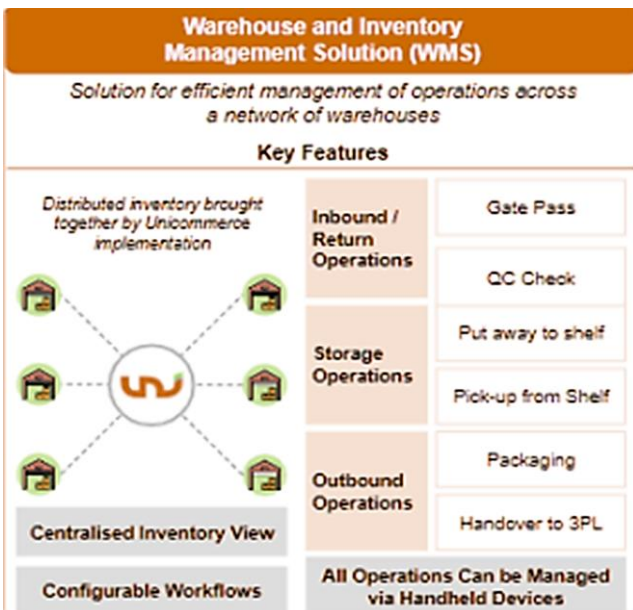 Warehouse and Inventory
Management Solution (WMS)
Solution for efficient management of operations across
a network of warehouses
Key Features
Distributed inventory brought
together by Unicommerce
implementation
Centralised Inventory View
Configurable Workflows
Inbound /
Return
Operations
Gate Pass
QC Check
Storage
Operations
Put away to shelf
Pick-up from Shelf
Outbound
Operations
Packaging
Handover to 3PL
All Operations Can be Managed
via Handheld Devices